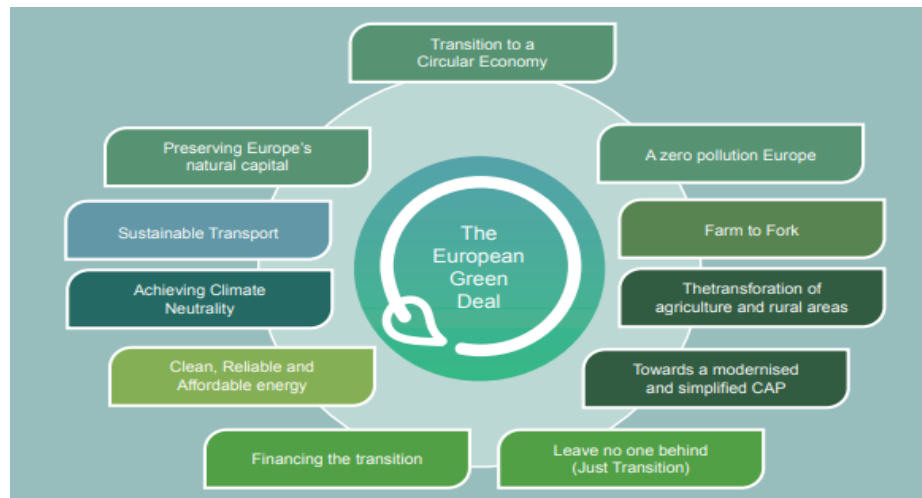 Transition to a
Circular Economy
Preserving Europe's
natural capital
A zero pollution Europe
Sustainable Transport
The
European
Green
Deal
Farm to Fork
Achieving Climate
Neutrality
Thetransforation of
agriculture and rural areas
Clean, Reliable and
Affordable energy
Towards a modernised
and simplified CAP
Financing the transition
Leave no one behind
(Just Transition)